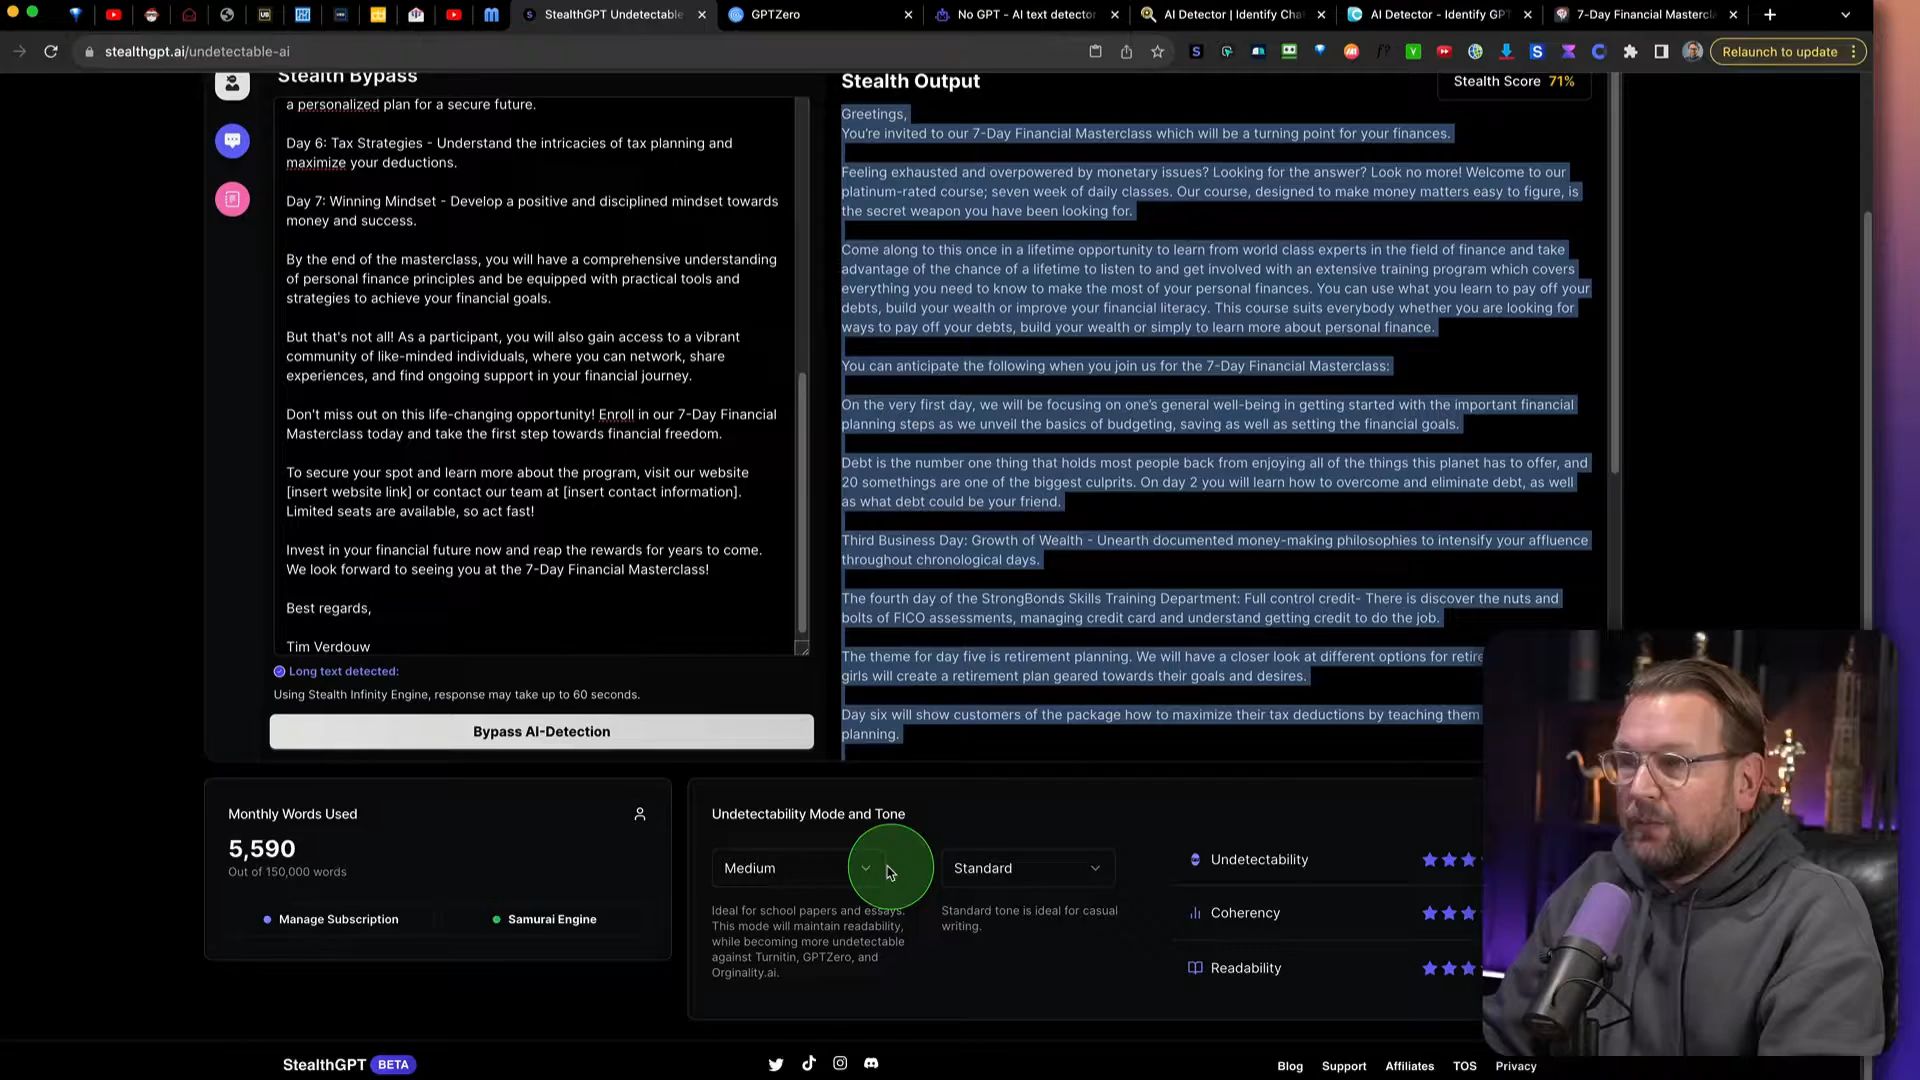 StealthGPT Undetectable
GPTZero
No GPT - AI text detector
AI Detector | Identify Cha
AI Detector - Identify GPT
7-Day Financial Mastercl
stealthgpt.ai/undetectable-ai
Relaunch to update
Stealth Bypass
a personalized plan for a secure future.
Day 6: Tax Strategies - Understand the intricacies of tax planning and
maximize your deductions.
Day 7: Winning Mindset - Develop a positive and disciplined mindset towards
money and success.
By the end of the masterclass, you will have a comprehensive understanding
of personal finance principles and be equipped with practical tools and
strategies to achieve your financial goals.
But that's not all! As a participant, you will also gain access to a vibrant
community of like-minded individuals, where you can network, share
experiences, and find ongoing support in your financial journey.
Don't miss out on this life-changing opportunity! Enroll in our 7-Day Financial
Masterclass today and take the first step towards financial freedom.
To secure your spot and learn more about the program, visit our website
[insert website link] or contact our team at [insert contact information].
Limited seats are available, so act fast!
Invest in your financial future now and reap the rewards for years to come.
We look forward to seeing you at the 7-Day Financial Masterclass!
Best regards,
Tim Verdouw
Long text detected:
Using Stealth Infinity Engine, response may take up to 60 seconds.
Bypass AI-Detection
Stealth Output
Stealth Score 71%
Greetings,
You're invited to our 7-Day Financial Masterclass which will be a turning point for your finances.
Feeling exhausted and overpowered by monetary issues? Looking for the answer? Look no more! Welcome to our
platinum-rated course; seven week of daily classes. Our course, designed to make money matters easy to figure, is
the secret weapon you have been looking for.
Come along to this once in a lifetime opportunity to learn from world class experts in the field of finance and take
advantage of the chance of a lifetime to listen to and get involved with an extensive training program which covers
everything you need to know to make the most of your personal finances. You can use what you learn to pay off your
debts, build your wealth or improve your financial literacy. This course suits everybody whether you are looking for
ways to pay off your debts, build your wealth or simply to learn more about personal finance.
You can anticipate the following when you join us for the 7-Day Financial Masterclass:
On the very first day, we will be focusing on one's general well-being in getting started with the important financial
planning steps as we unveil the basics of budgeting, saving as well as setting the financial goals.
Debt is the number one thing that holds most people back from enjoying all of the things this planet has to offer, and
20 somethings are one of the biggest culprits. On day 2 you will learn how to overcome and eliminate debt, as well
as what debt could be your friend.
Third Business Day: Growth of Wealth - Unearth documented money-making philosophies to intensify your affluence
throughout chronological days.
The fourth day of the StrongBonds Skills Training Department: Full control credit- There is discover the nuts and
bolts of FICO assessments, managing credit card and understand getting credit to do the job.
The theme for day five is retirement planning. We will have a closer look at different options for retire
girls will create a retirement plan geared towards their goals and desires.
Day six will show customers of the package how to maximize their tax deductions by teaching them
planning.
Monthly Words Used
5,590
Out of 150,000 words
Manage Subscription
Samurai Engine
Undetectability Mode and Tone
Medium
Standard
Ideal for school papers and essays.
This mode will maintain readability,
while becoming more undetectable
against Turnitin, GPTZero, and
Orginality.ai.
Standard tone is ideal for casual
writing.
Undetectability
Coherency
Readability
StealthGPT BETA
Blog
Support
Affiliates
TOS
Privacy